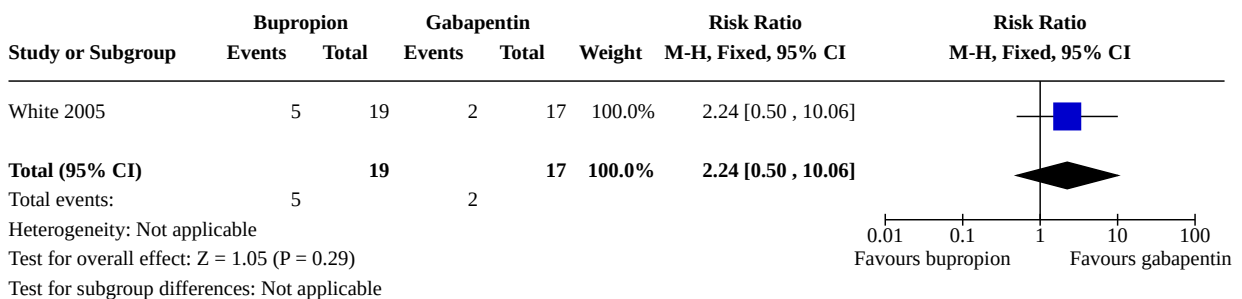 Bupropion Gabapentin Risk Ratio Risk Ratio
Study or Subgroup Events Total Events Total Weight M-H, Fixed, 95% CI M-H, Fixed, 95% CI
White 2005 5 19 2 17 100.0% 2.24 [0.50 , 10.06]
Total (95% CI) 19 17 100.0% 2.24 [0.50 , 10.06]
Total events: 5 2
Heterogeneity: Not applicable
Test for overall effect: Z = 1.05 (P = 0.29)
Test for subgroup differences: Not applicable
0.01 0.1 1 10 100
Favours bupropion Favours gabapentin